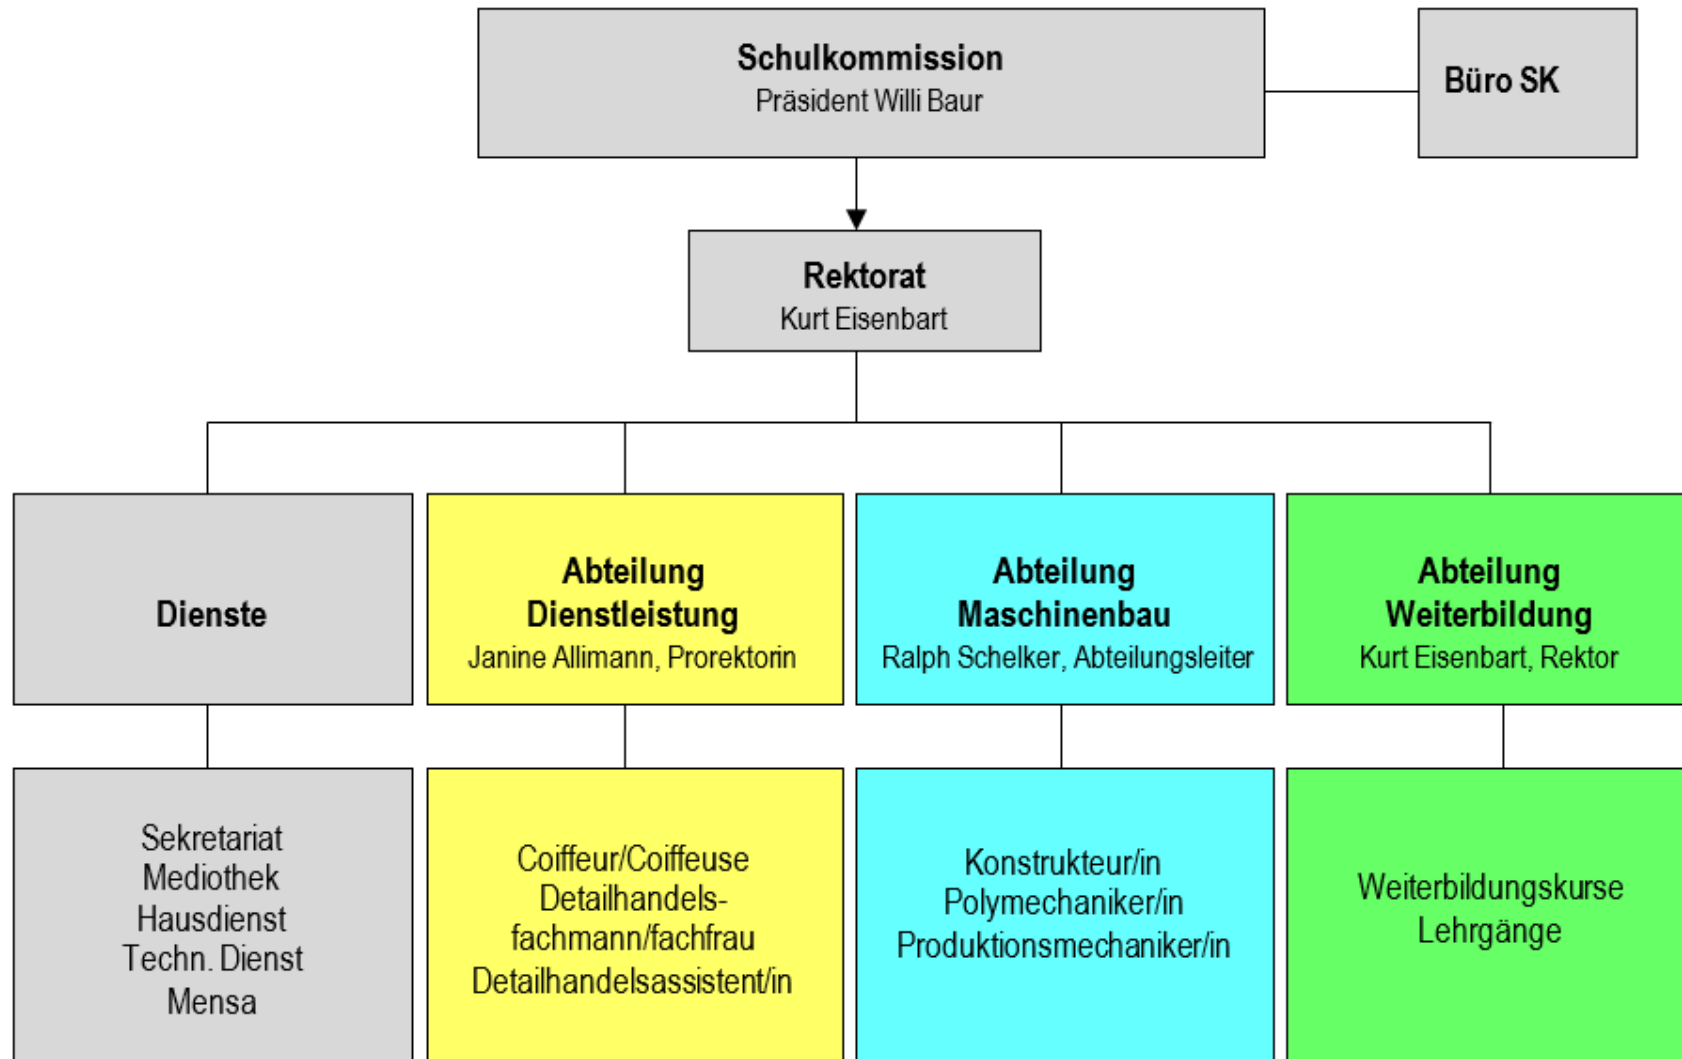 Schulkommission
Präsident Willi Baur
Büro SK
Rektorat
Kurt Eisenbart
Dienste
Abteilung
Dienstleistung
Janine Allimann, Prorektorin
Abteilung
Maschinenbau
Ralph Schelker, Abteilungsleiter
Abteilung
Weiterbildung
Kurt Eisenbart, Rektor
Sekretariat
Mediothek
Hausdienst
Techn. Dienst
Mensa
Coiffeur/Coiffeuse
Detailhandels-
fachmann/fachfrau
Detailhandelsassistent/in
Konstrukteur/in
Polymechaniker/in
Produktionsmechaniker/in
Weiterbildungskurse
Lehrgänge